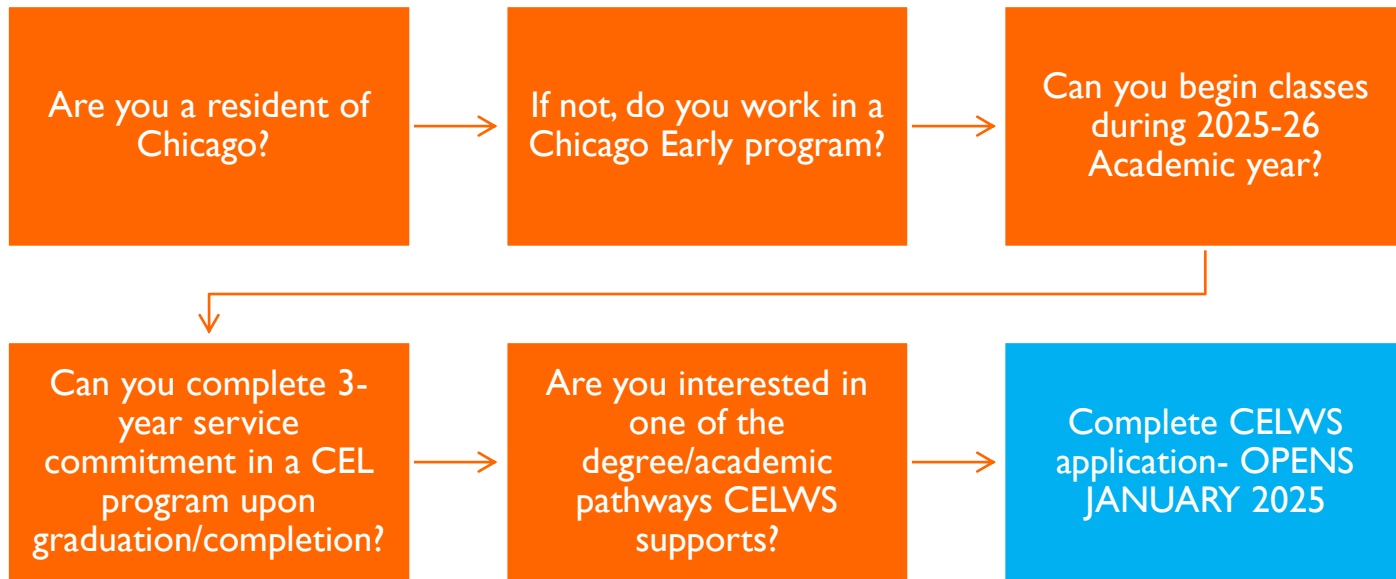 Are you a resident of
Chicago?
If not, do you work in a
Chicago Early program?
Can you begin classes
during 2025-26
Academic year?
Can you complete 3-
year service
commitment in a CEL
program upon
graduation/completion?
Are you interested in
one of the
degree/academic
pathways CELWS
supports?
Complete CELWS
application- OPENS
JANUARY 2025